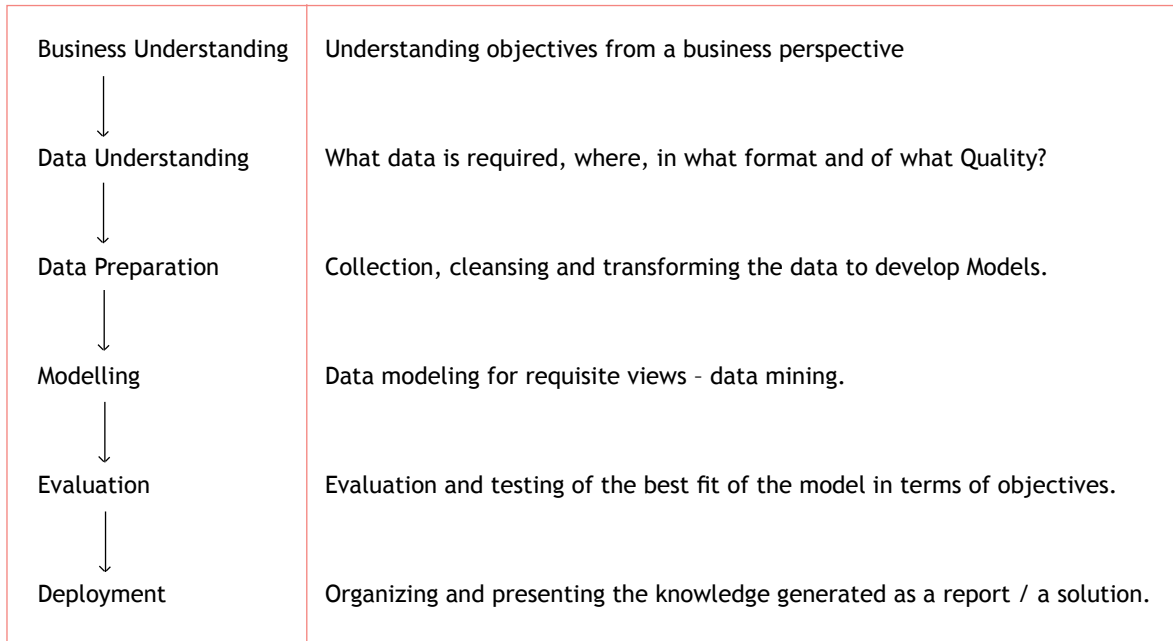 Business Understanding Understanding objectives from a business perspective
Data Understanding What data is required, where, in what format and of what Quality?
Data Preparation Collection, cleansing and transforming the data to develop Models.
Modelling Data modeling for requisite views – data mining.
Evaluation Evaluation and testing of the best fit of the model in terms of objectives.
Deployment Organizing and presenting the knowledge generated as a report / a solution.